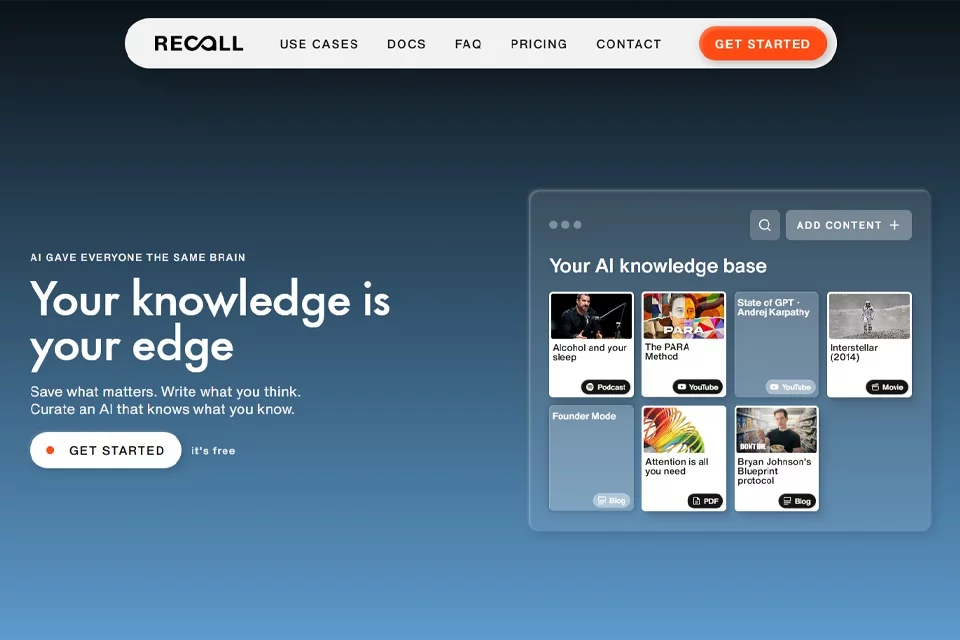 RECALL
USE CASES
DOCS
FAQ
PRICING
CONTACT
GET STARTED
AI GAVE EVERYONE THE SAME BRAIN
Your knowledge is
your edge
Save what matters. Write what you think.
Curate an AI that knows what you know.
GET STARTED
it's free
ADD CONTENT +
Your AI knowledge base
Alcohol and your
sleep
Podcast
PARA
The PARA
Method
YouTube
State of GPT -
Andrej Karpathy
YouTube
Interstellar
(2014)
Movie
Founder Mode
Blog
Attention is all
you need
PDF
DON'T DIE
Bryan Johnson's
Blueprint
protocol
Blog